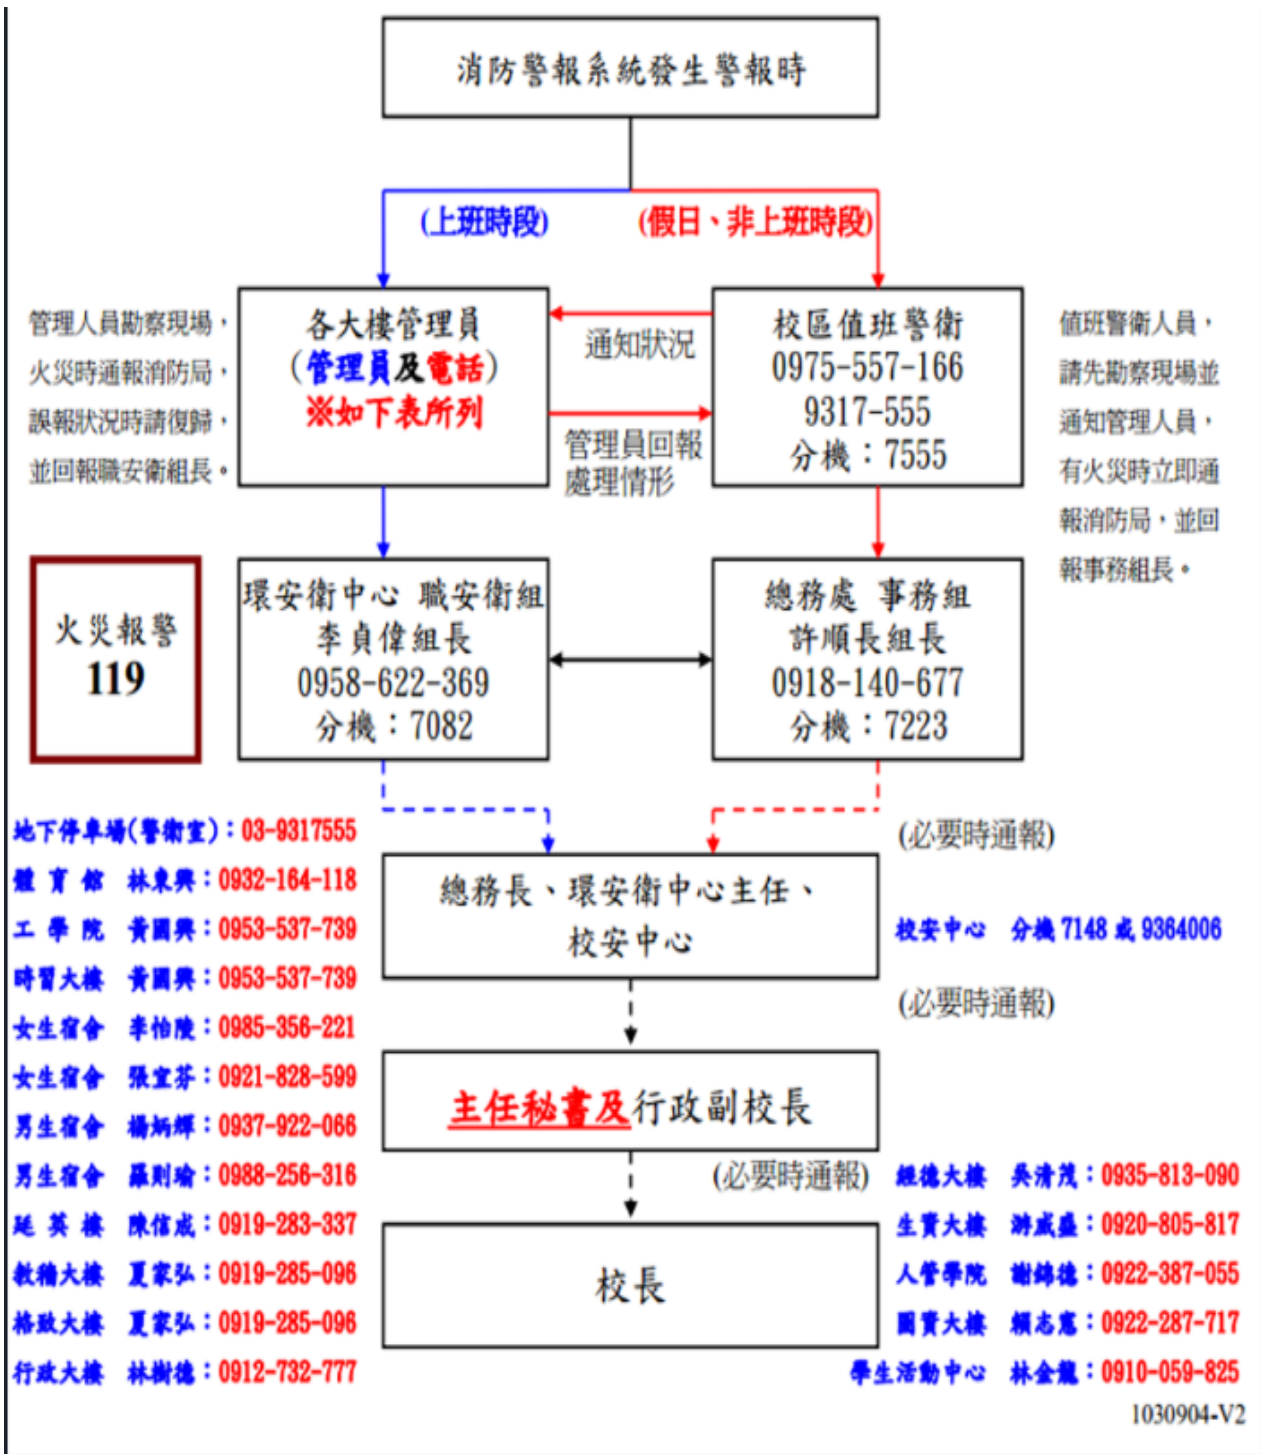 消防警報系統發生警報時
(上班時段)
(假日、非上班時段)
管理人員勘察現場，
火災時通報消防局，
誤報狀況時請復歸，
並回報職安衛組長。
各大樓管理員
(管理員及電話)
※如下表所列
通知狀況
管理員回報
處理情形
校區值班警衛
0975-557-166
9317-555
分機：7555
值班警衛人員，
請先勘察現場並
通知管理人員，
有火災時立即通
報消防局，並回
報事務組長。
火災報警
119
環安衛中心 職安衛組
李貞偉組長
0958-622-369
分機：7082
總務處 事務組
許順長組長
0918-140-677
分機：7223
地下停車場(警衛室)：03-9317555
體 育 館 林東興：0932-164-118
工 學 院 黃國興：0953-537-739
時習大樓 黃國興：0953-537-739
女生宿舍 李怡陵：0985-356-221
女生宿舍 張宜芬：0921-828-599
男生宿舍 楊炳輝：0937-922-066
男生宿舍 羅則瑜：0988-256-316
延 英 樓 陳信成：0919-283-337
教穡大樓 夏家弘：0919-285-096
格致大樓 夏家弘：0919-285-096
行政大樓 林樹德：0912-732-777
(必要時通報)
總務長、環安衛中心主任、
校安中心
校安中心 分機 7148 或 9364006
(必要時通報)
主任秘書及行政副校長
(必要時通報)
校長
經德大樓 吳清茂：0935-813-090
生資大樓 游威盛：0920-805-817
人管學院 謝錦德：0922-387-055
圖資大樓 賴志寬：0922-287-717
學生活動中心 林金龍：0910-059-825
1030904-V2